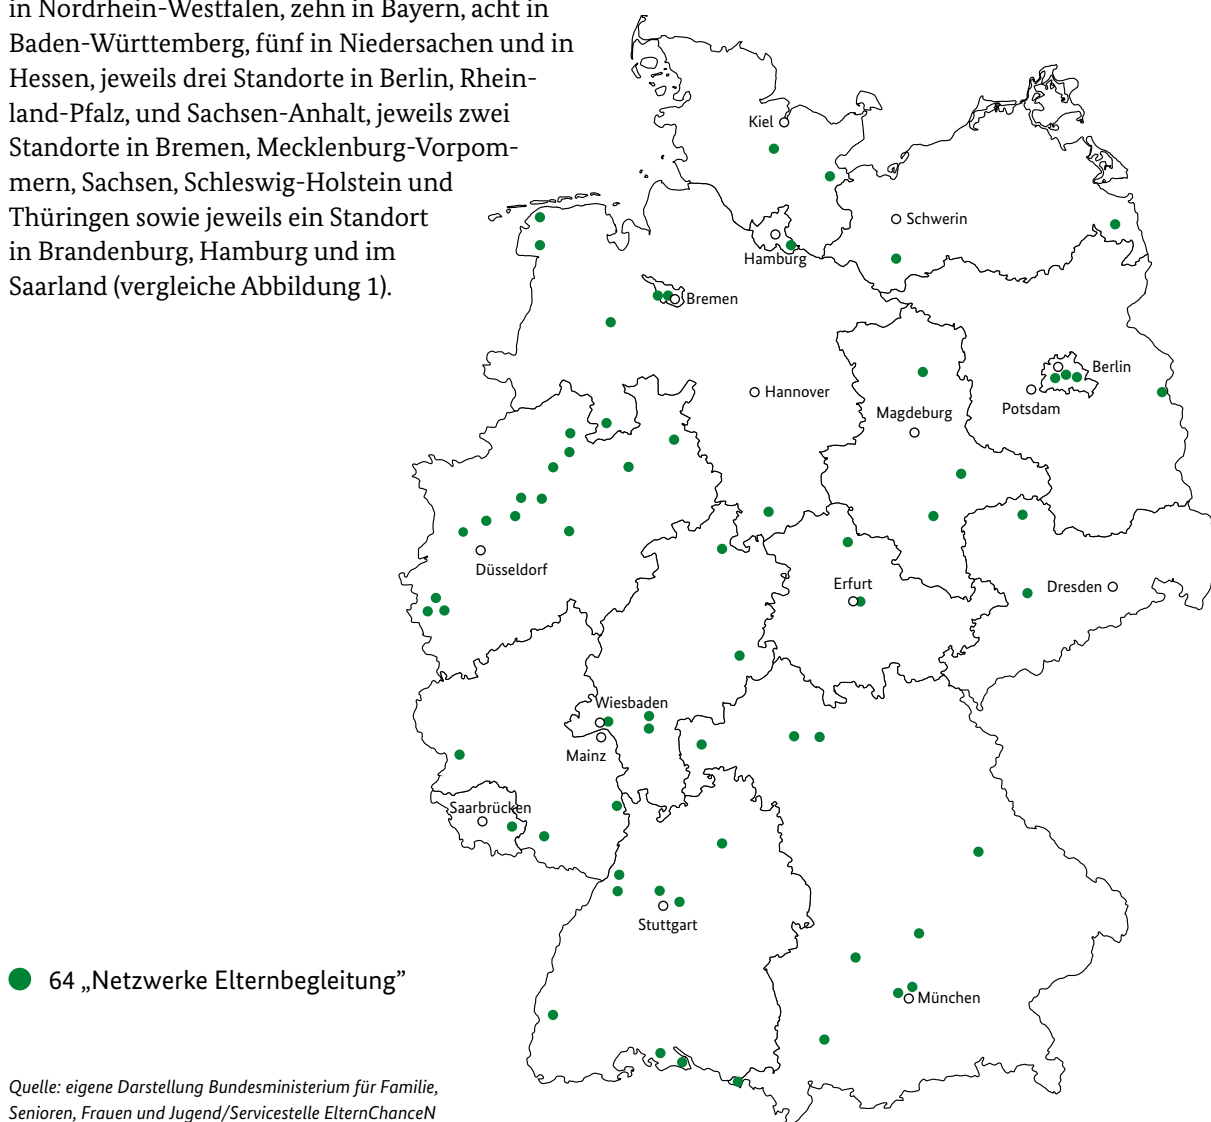 in Nordrhein-Westfalen, zehn in Bayern, acht in
Baden-Württemberg, fünf in Niedersachen und in
Hessen, jeweils drei Standorte in Berlin, Rhein-
land-Pfalz, und Sachsen-Anhalt, jeweils zwei
Standorte in Bremen, Mecklenburg-Vorpom-
mern, Sachsen, Schleswig-Holstein und
Thüringen sowie jeweils ein Standort
in Brandenburg, Hamburg und im
Saarland (vergleiche Abbildung 1).
Kiel
Schwerin
Hamburg
Bremen
Berlin
Hannover
Potsdam
Magdeburg
Düsseldorf
Erfurt
Dresden
Wiesbaden
Mainz
Saarbrücken
Stuttgart
München
64 „Netzwerke Elternbegleitung”
Quelle: eigene Darstellung Bundesministerium für Familie,
Senioren, Frauen und Jugend/Servicestelle ElternChanceN